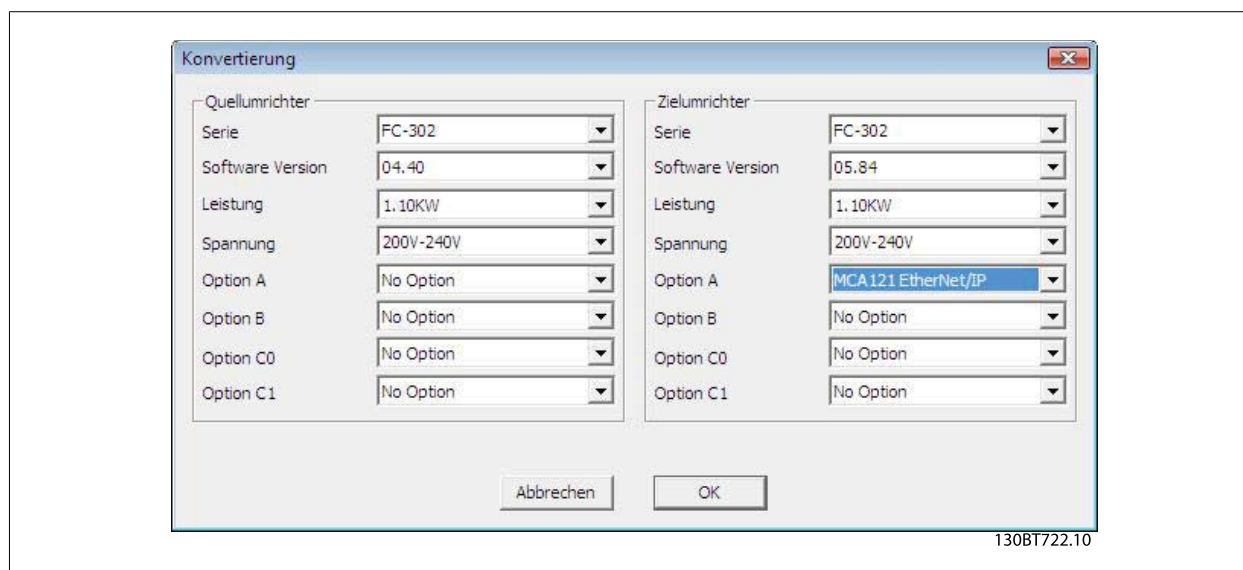 Konvertierung
Quellumrichter
Serie FC-302
Software Version 04.40
Leistung 1.10KW
Spannung 200V-240V
Option A No Option
Option B No Option
Option C0 No Option
Option C1 No Option
Zielumrichter
Serie FC-302
Software Version 05.84
Leistung 1.10KW
Spannung 200V-240V
Option A MCA121 EtherNet/IP
Option B No Option
Option C0 No Option
Option C1 No Option
Abbrechen OK
130BT722.10